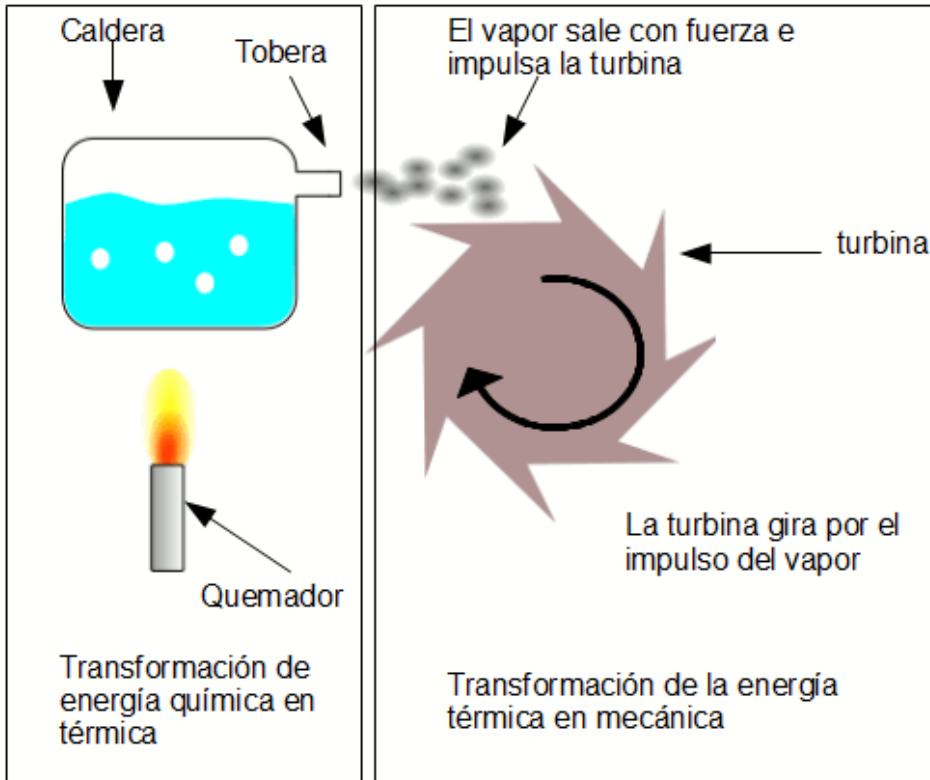 Caldera
Tobera
Quemador
Transformación de
energía química en
térmica
El vapor sale con fuerza e
impulsa la turbina
turbina
La turbina gira por el
impulso del vapor
Transformación de la energía
térmica en mecánica